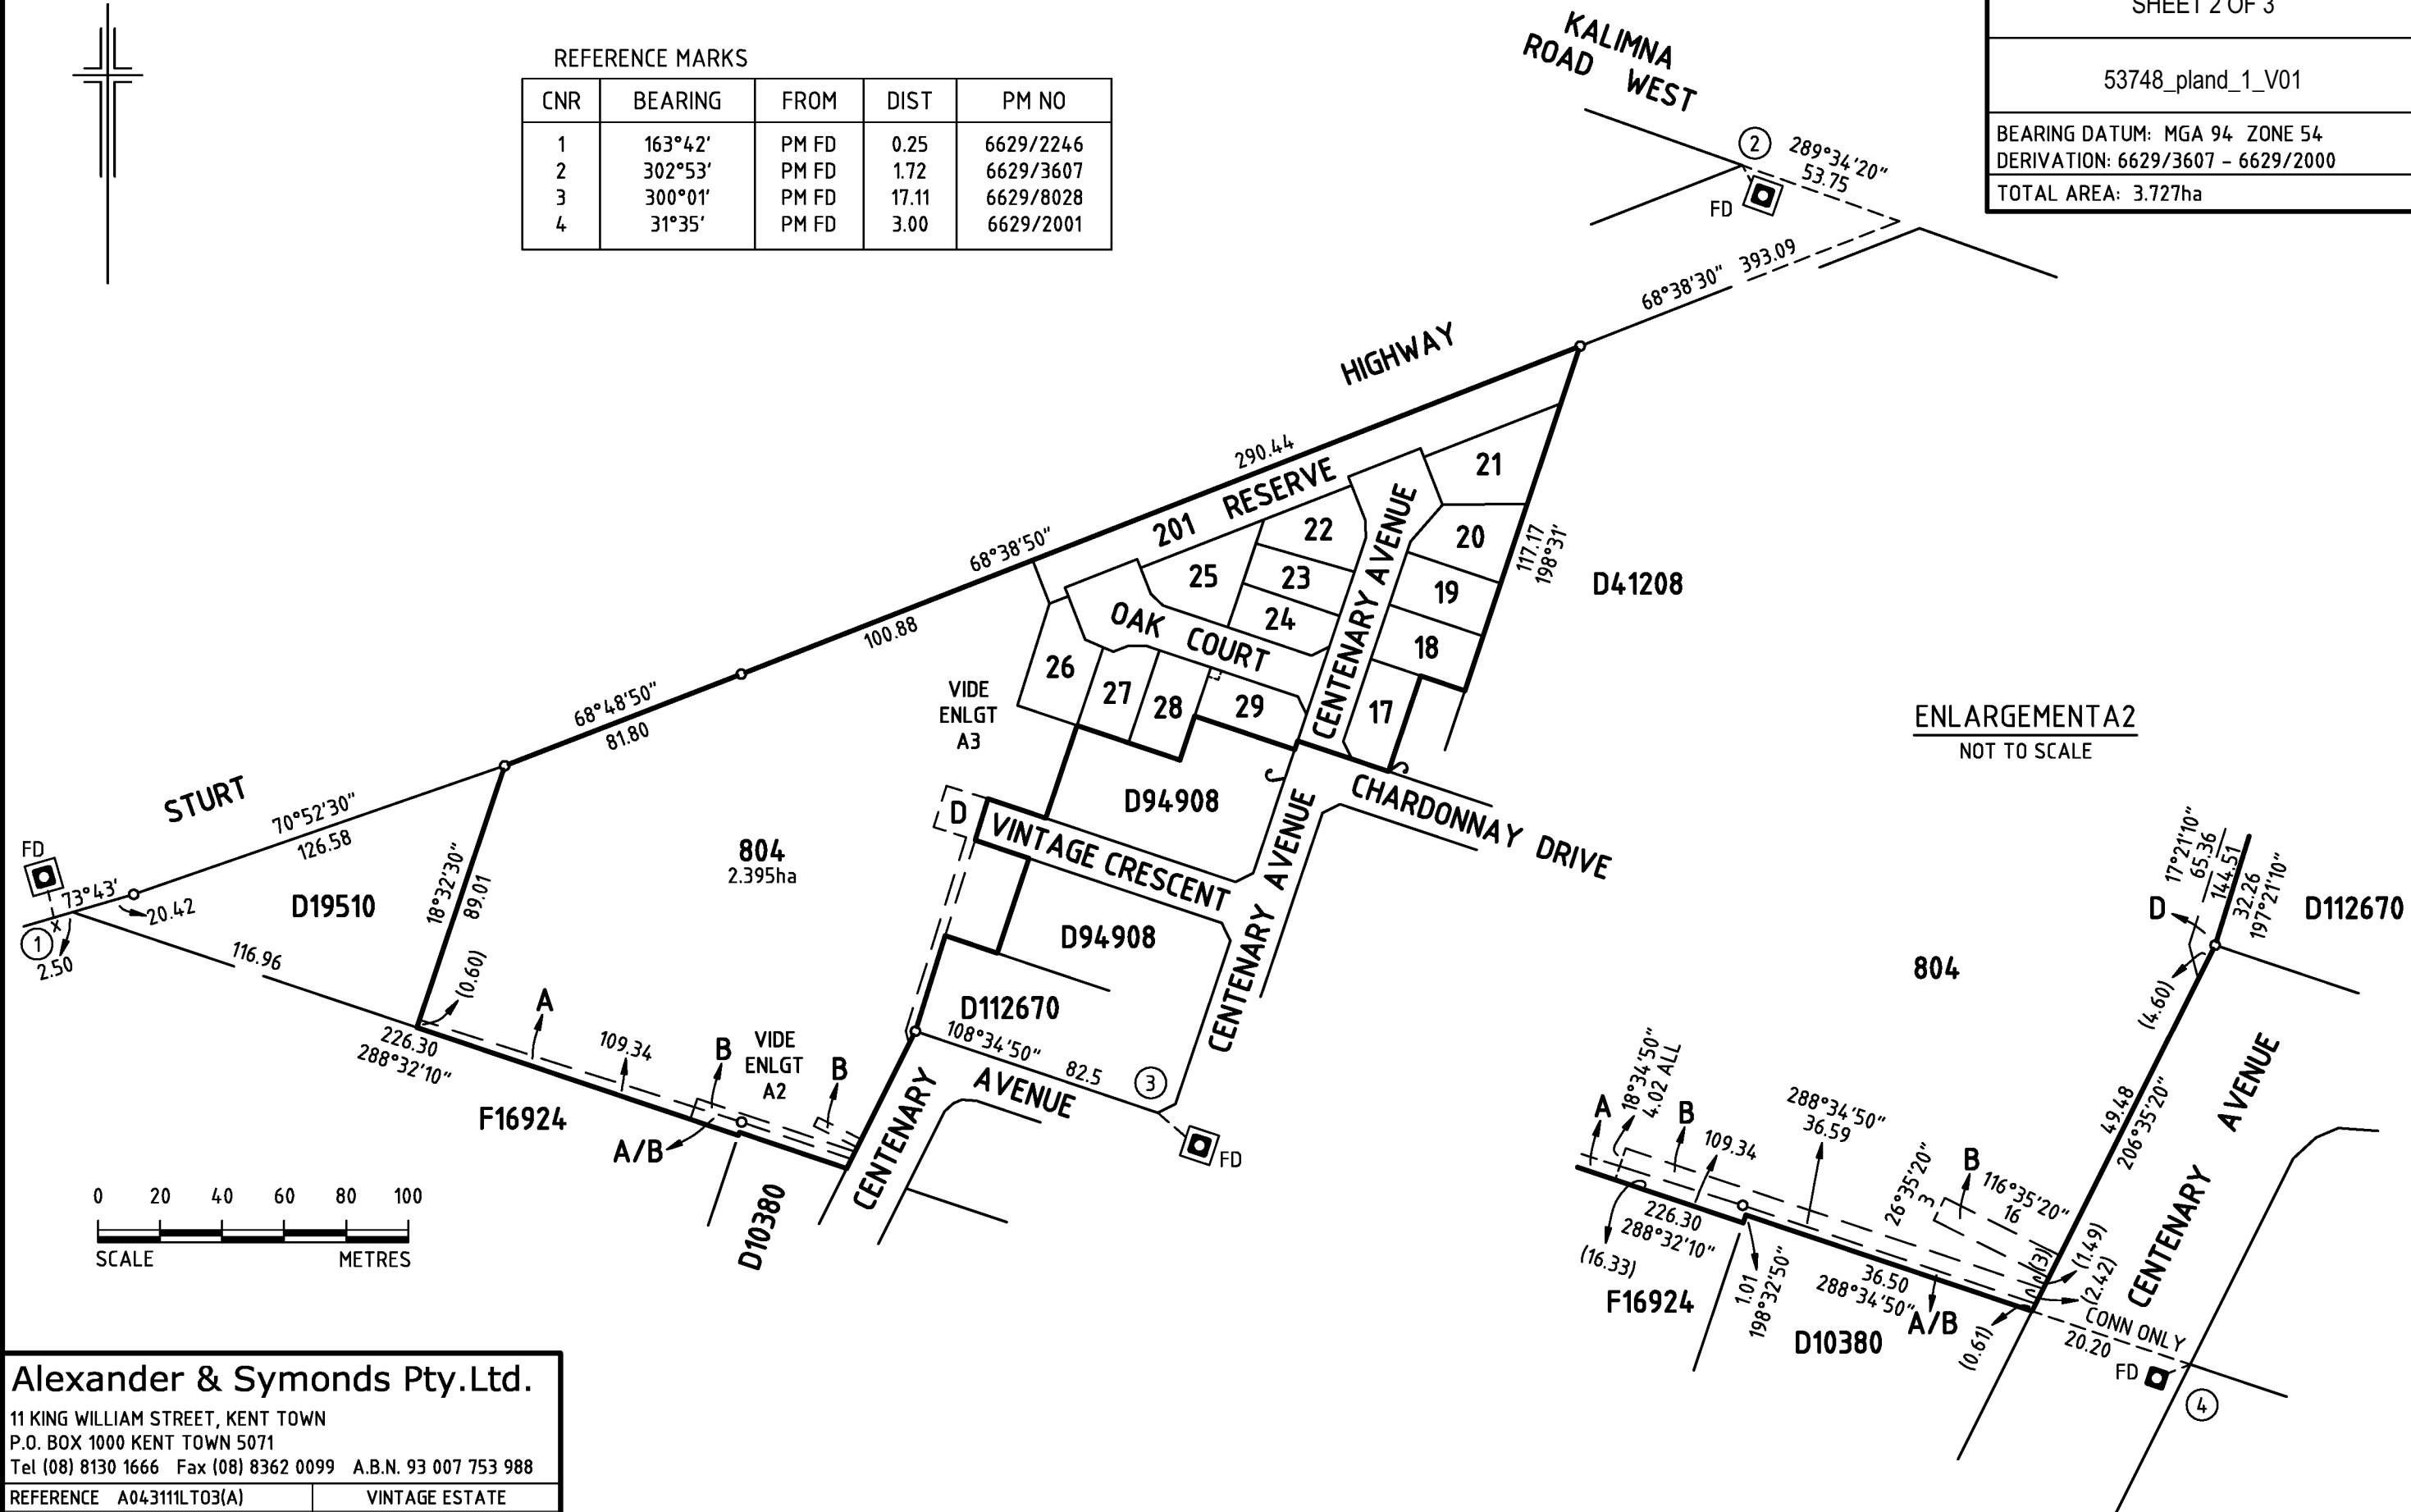 SHEET 2 OF 3
53748_pland_1_V01
BEARING DATUM: MGA 94 ZONE 54
DERIVATION: 6629/3607 - 6629/2000
TOTAL AREA: 3.727ha
REFERENCE MARKS
CNR BEARING FROM DIST PM NO
1 163°42' PM FD 0.25 6629/2246
2 302°53' PM FD 1.72 6629/3607
3 300°01' PM FD 17.11 6629/8028
4 31°35' PM FD 3.00 6629/2001
KALIMNA
ROAD WEST
2
289°34'20"
53.75
FD
68°38'30" 393.09
STURT
HIGHWAY
290.44
68°38'50"
100.88
68°48'50"
81.80
70°52'30"
126.58
FD
73°43'
20.42
1
x
2.50
116.96
D19510
18°32'30"
89.01
(0.60)
804
2.395ha
201 RESERVE
21
22
20
25
23
19
24
18
26
27
28
29
17
OAK COURT
CENTENARY AVENUE
117.17
198°31'
D41208
VIDE
ENLGT
A3
D94908
CHARDONNAY DRIVE
D
VINTAGE CRESCENT
CENTENARY AVENUE
D94908
CENTENARY AVENUE
D112670
108°34'50" 82.5
3
FD
CENTENARY
AVENUE
226.30
288°32'10"
A
109.34
B
VIDE
ENLGT
A2
B
F16924
A/B
D10380
0 20 40 60 80 100
SCALE METRES
ENLARGEMENT A2
NOT TO SCALE
17°21'10"
65.36
144.51
32.26
197°21'10"
D
D112670
804
(4.60)
49.48
206°35'20"
CENTENARY AVENUE
A
18°34'50"
4.02 ALL
B
109.34
288°34'50"
36.59
26°35'20"
3
B
116°35'20"
16
226.30
288°32'10"
(16.33)
1.01
198°32'50"
36.50
288°34'50"
A/B
(3)
(1.49)
(2.42)
(0.61)
CONN ONLY
20.20
FD
4
F16924
D10380
Alexander & Symonds Pty.Ltd.
11 KING WILLIAM STREET, KENT TOWN
P.O. BOX 1000 KENT TOWN 5071
Tel (08) 8130 1666 Fax (08) 8362 0099 A.B.N. 93 007 753 988
REFERENCE A043111LT03(A) VINTAGE ESTATE